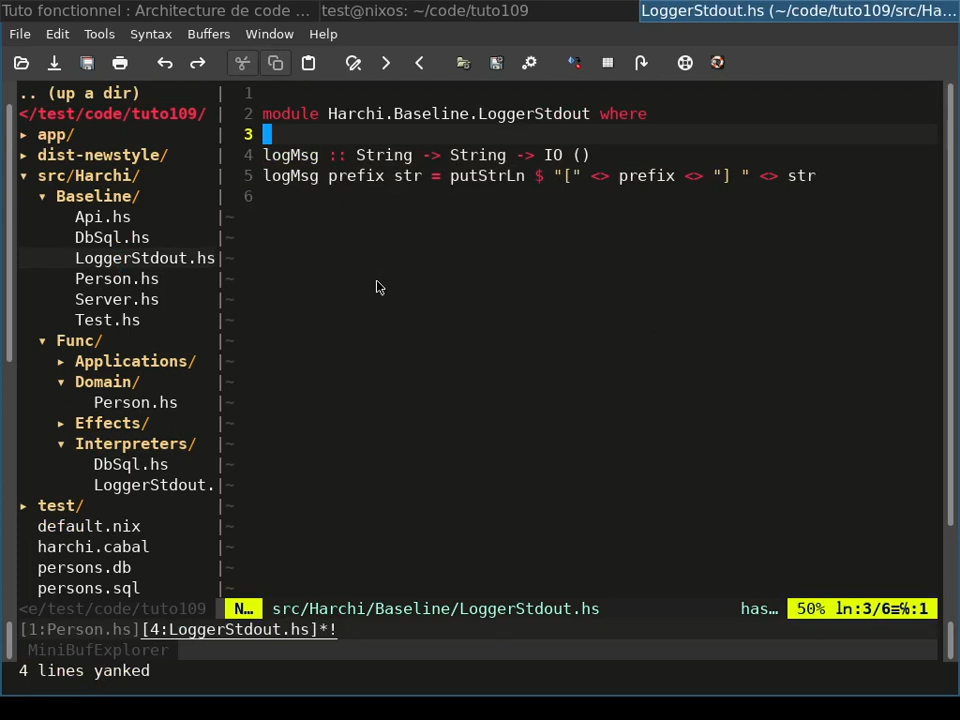 Tuto fonctionnel : Architecture de code ... test@nixos: ~/code/tuto109 LoggerStdout.hs (~/code/tuto109/src/Ha...
File Edit Tools Syntax Buffers Window Help
.. (up a dir)
</test/code/tuto109/
▸ app/
▸ dist-newstyle/
▾ src/Harchi/
▾ Baseline/
Api.hs
DbSql.hs
LoggerStdout.hs
Person.hs
Server.hs
Test.hs
▾ Func/
▸ Applications/
▾ Domain/
Person.hs
▸ Effects/
▾ Interpreters/
DbSql.hs
LoggerStdout.
▸ test/
default.nix
harchi.cabal
persons.db
persons.sql
<e/test/code/tuto109
1
2 module Harchi.Baseline.LoggerStdout where
3
4 logMsg :: String -> String -> IO ()
5 logMsg prefix str = putStrLn $ "[" <> prefix <> "] " <> str
6
N... src/Harchi/Baseline/LoggerStdout.hs has... 50% ln:3/6≡℅:1
[1:Person.hs][4:LoggerStdout.hs]*!
MiniBufExplorer
4 lines yanked